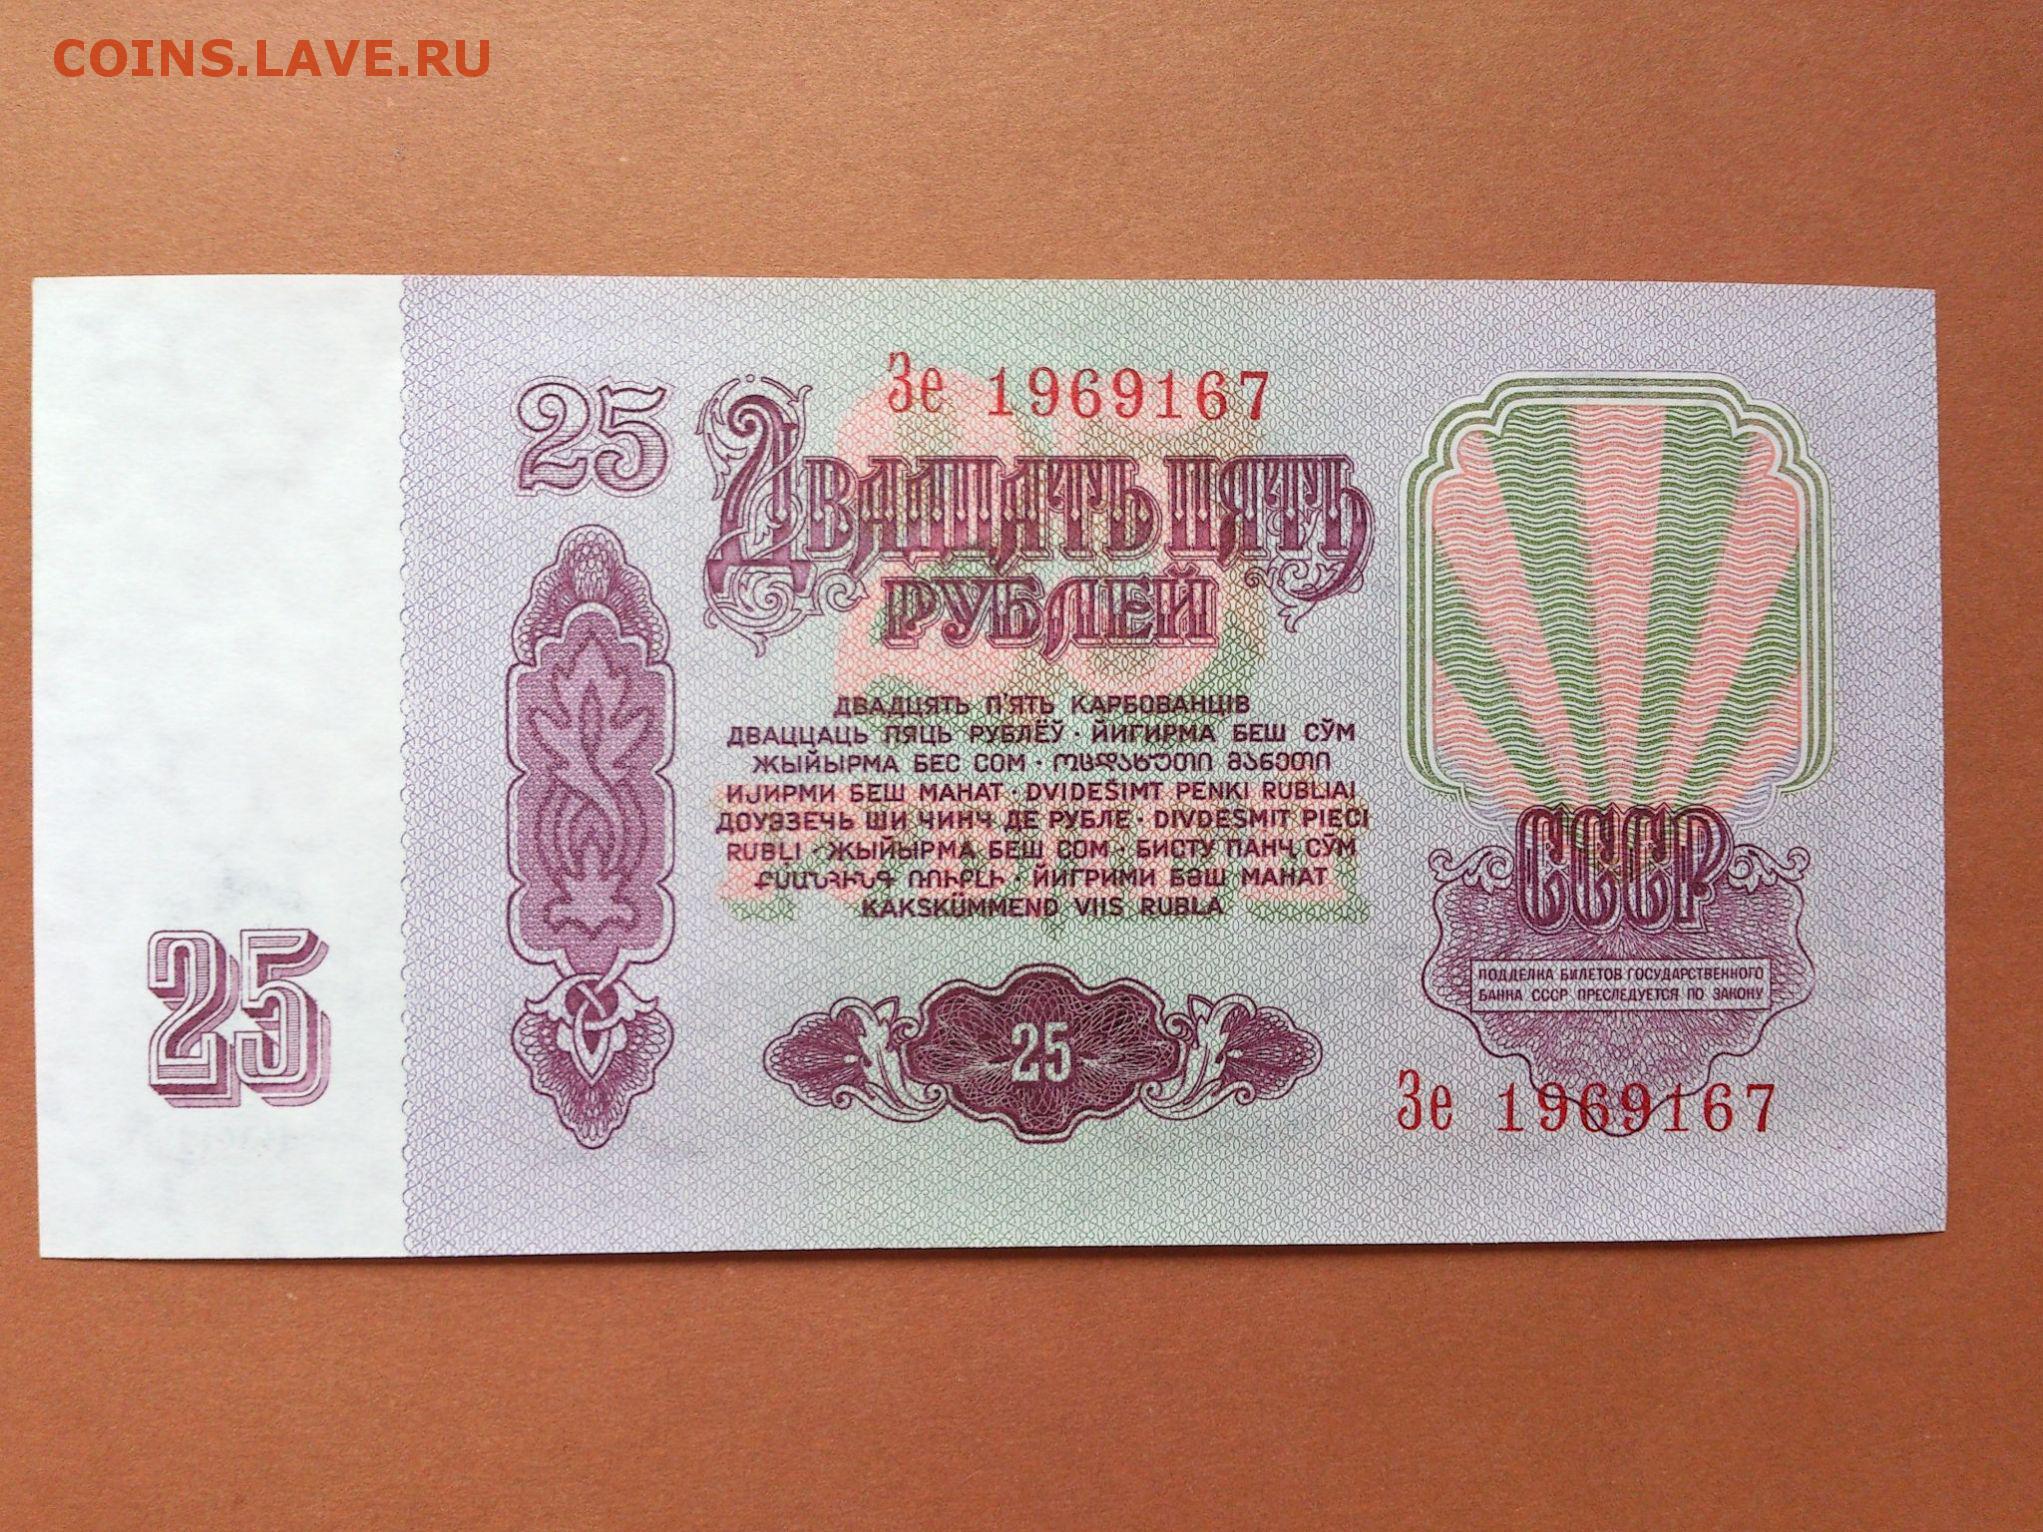 COINS.LAVE.RU
Зе 1969167
25
ДВАДЦАТЬ ПЯТЬ
РУБЛЕЙ
ДВАДЦЯТЬ П'ЯТЬ КАРБОВАНЦІВ
ДВАЦЦАЦЬ ПЯЦЬ РУБЛЁЎ · ЙИГИРМА БЕШ СЎМ
ЖЫЙЫРМА БЕС СОМ · ოცდახუთი მანეთი
ИЈИРМИ БЕШ МАНАТ · DVIDEŠIMT PENKI RUBLIAI
ДОУЭЗЕЧЬ ШИ ЧИНЧ ДЕ РУБЛЕ · DIVDESMIT PIECI
RUBLI · ЖЫЙЫРМА БЕШ СОМ · БИСТУ ПАНҶ СӮМ
ՔՍԱՆՀԻՆԳ ՌՈՒԲԼԻ · ЙИГРИМИ БӘШ МАНАТ
KAKSKÜMMEND VIIS RUBLA
СССР
ПОДДЕЛКА БИЛЕТОВ ГОСУДАРСТВЕННОГО
БАНКА СССР ПРЕСЛЕДУЕТСЯ ПО ЗАКОНУ
25
25
Зе 1969167